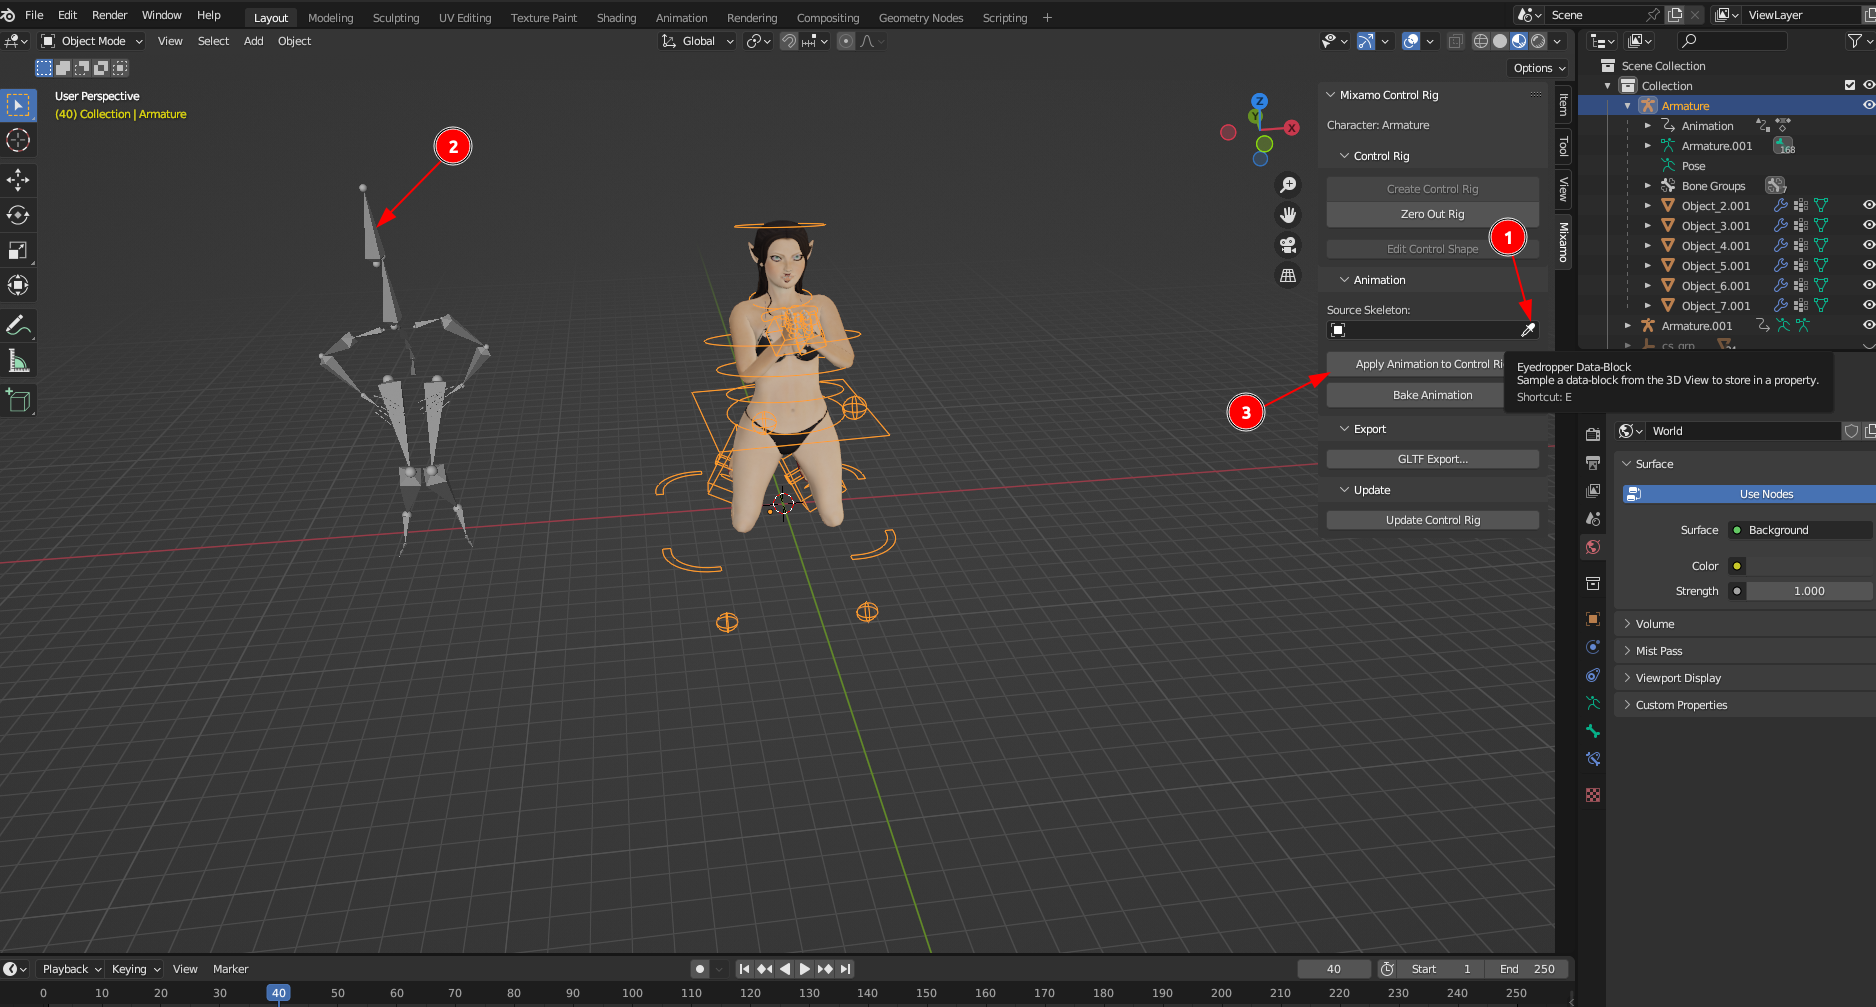 File Edit Render Window Help Layout Modeling Sculpting UV Editing Texture Paint Shading Animation Rendering Compositing Geometry Nodes Scripting + Scene ViewLayer
Object Mode View Select Add Object Global
Options
User Perspective
(40) Collection | Armature
2
Z
Y
X
Mixamo Control Rig
Character: Armature
Control Rig
Create Control Rig
Zero Out Rig
1
Edit Control Shape
Animation
Source Skeleton:
Apply Animation to Control Ri
3
Bake Animation
Export
GLTF Export...
Update
Update Control Rig
Item
Tool
View
Mixamo
Eyedropper Data-Block
Sample a data-block from the 3D View to store in a property.
Shortcut: E
Scene Collection
Collection
Armature
Animation
Armature.001 168
Pose
Bone Groups 7
Object_2.001
Object_3.001
Object_4.001
Object_5.001
Object_6.001
Object_7.001
Armature.001
cs_grp
World
Surface
Use Nodes
Surface Background
Color
Strength 1.000
Volume
Mist Pass
Viewport Display
Custom Properties
Playback Keying View Marker 40 Start 1 End 250
0 10 20 30 40 50 60 70 80 90 100 110 120 130 140 150 160 170 180 190 200 210 220 230 240 250